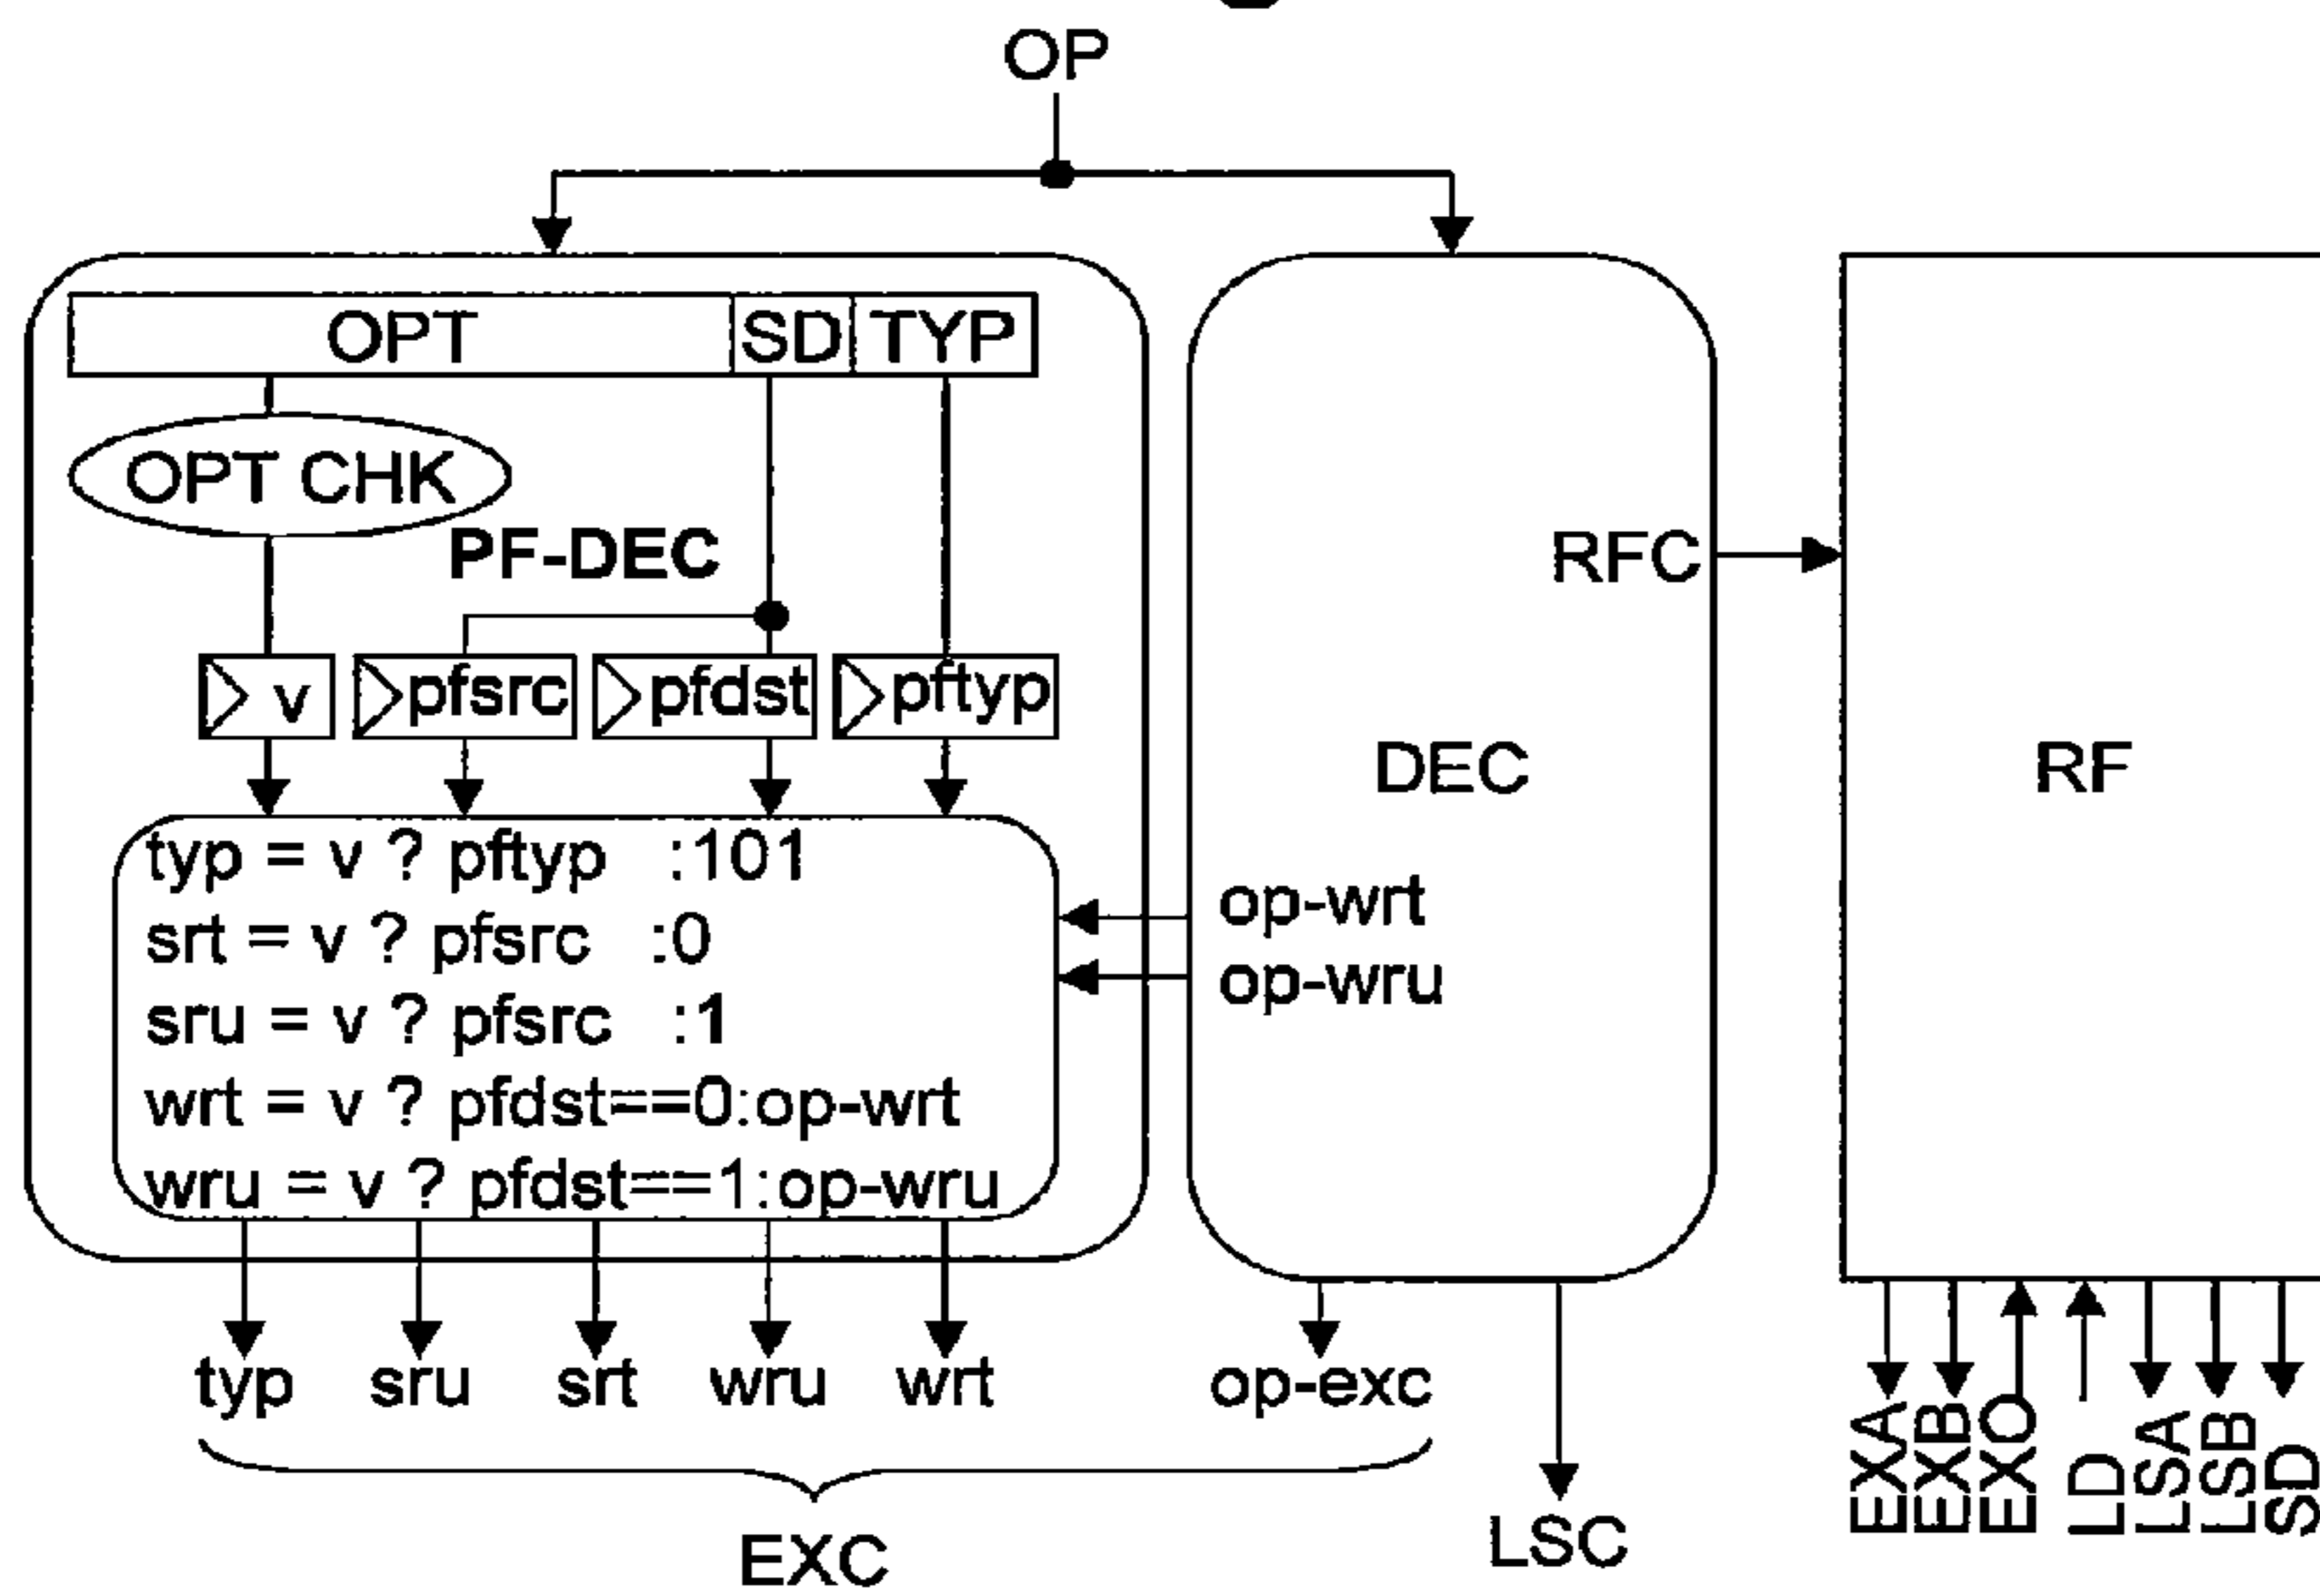 OP
OPT SD TYP
OPT CHK
PF-DEC
v pfsrc pfdst pftyp
typ = v ? pftyp :101
srt = v ? pfsrc :0
sru = v ? pfsrc :1
wrt = v ? pfdst==0:op-wrt
wru = v ? pfdst==1:op-wru
typ sru srt wru wrt
DEC
RFC
op-wrt
op-wru
op-exc
EXC
LSC
RF
EXA
EXB
EXO
LD
LSA
LSB
SD